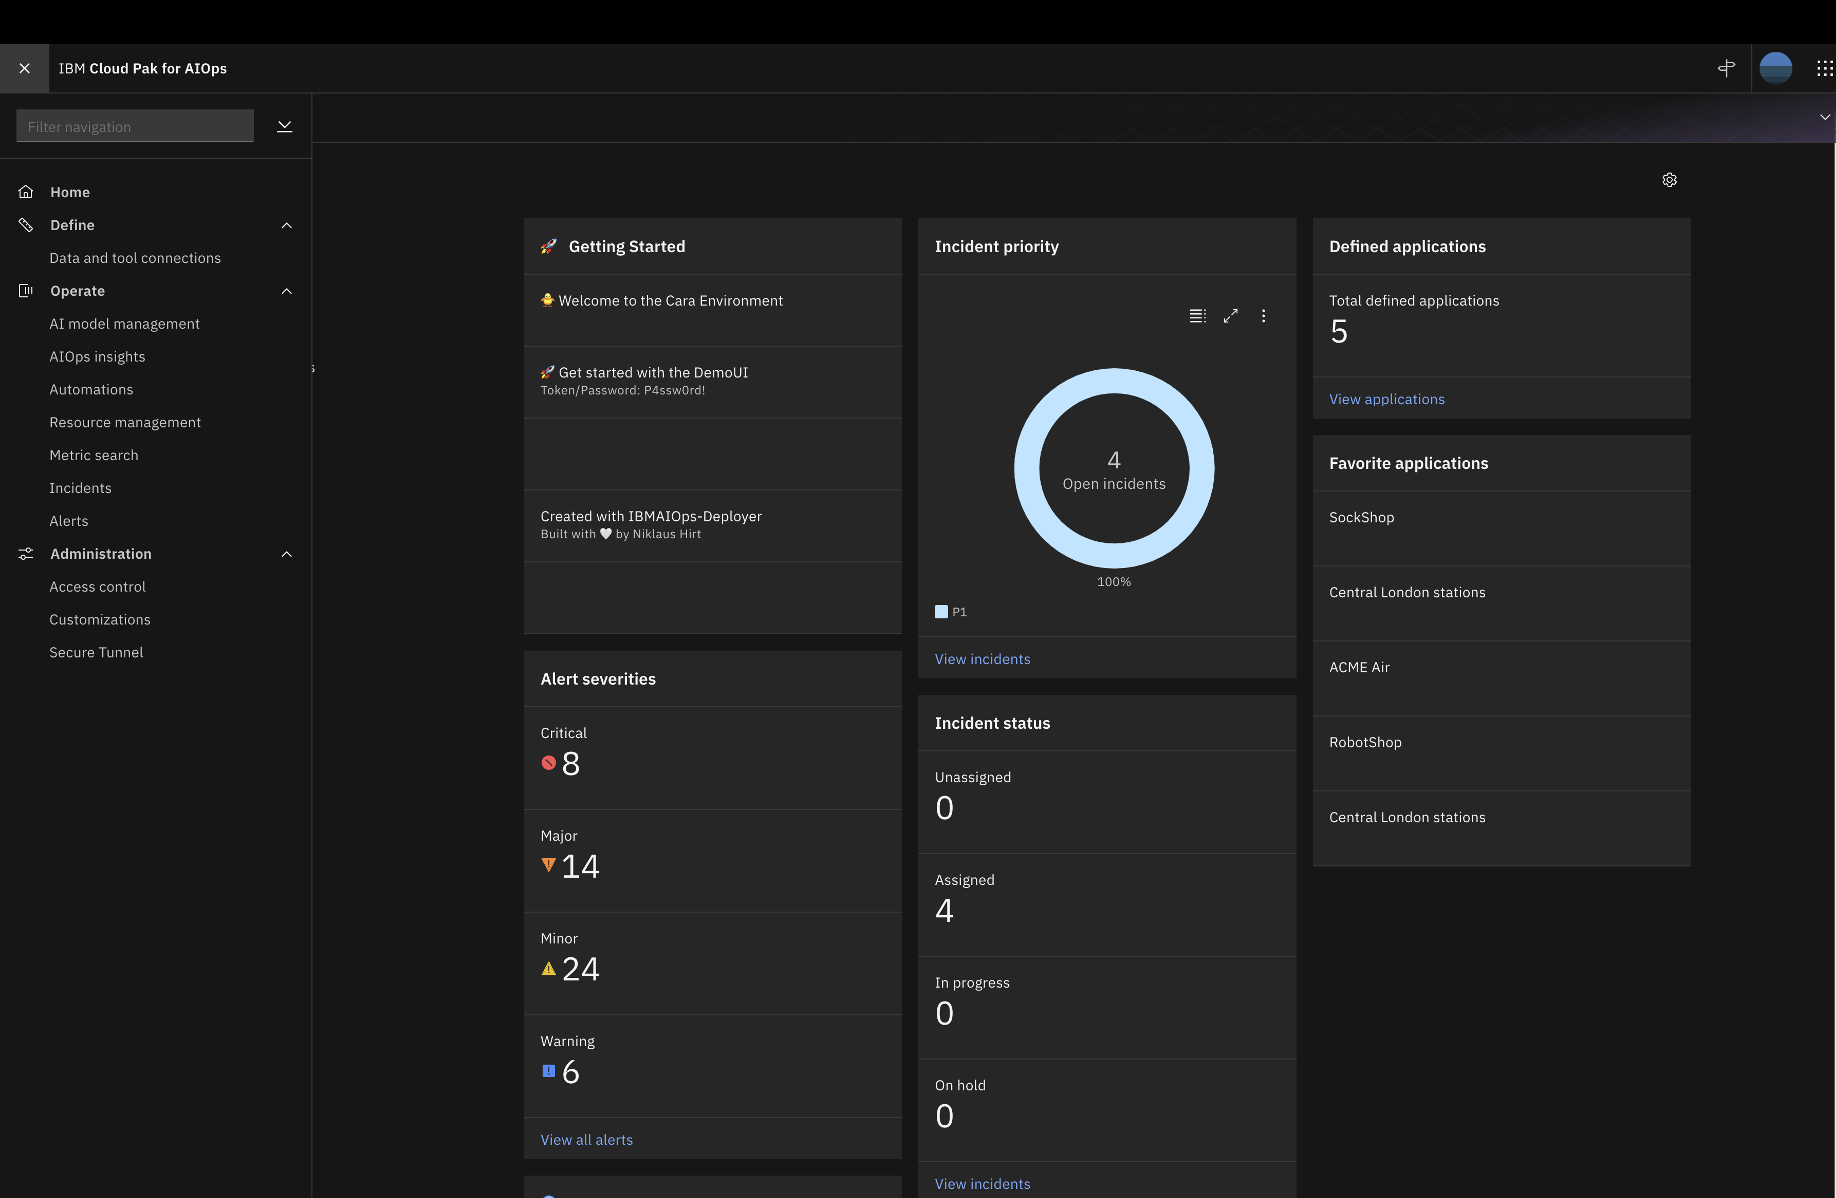 IBM Cloud Pak for AIOps
Filter navigation
Home
Define
Data and tool connections
Operate
AI model management
AIOps insights
Automations
Resource management
Metric search
Incidents
Alerts
Administration
Access control
Customizations
Secure Tunnel
s
Getting Started
Welcome to the Cara Environment
Get started with the DemoUI
Token/Password: P4ssw0rd!
Created with IBMAIOps-Deployer
Built with 🤍 by Niklaus Hirt
Alert severities
Critical
8
Major
14
Minor
24
Warning
6
View all alerts
Incident priority
4
Open incidents
100%
P1
View incidents
Incident status
Unassigned
0
Assigned
4
In progress
0
On hold
0
View incidents
Defined applications
Total defined applications
5
View applications
Favorite applications
SockShop
Central London stations
ACME Air
RobotShop
Central London stations